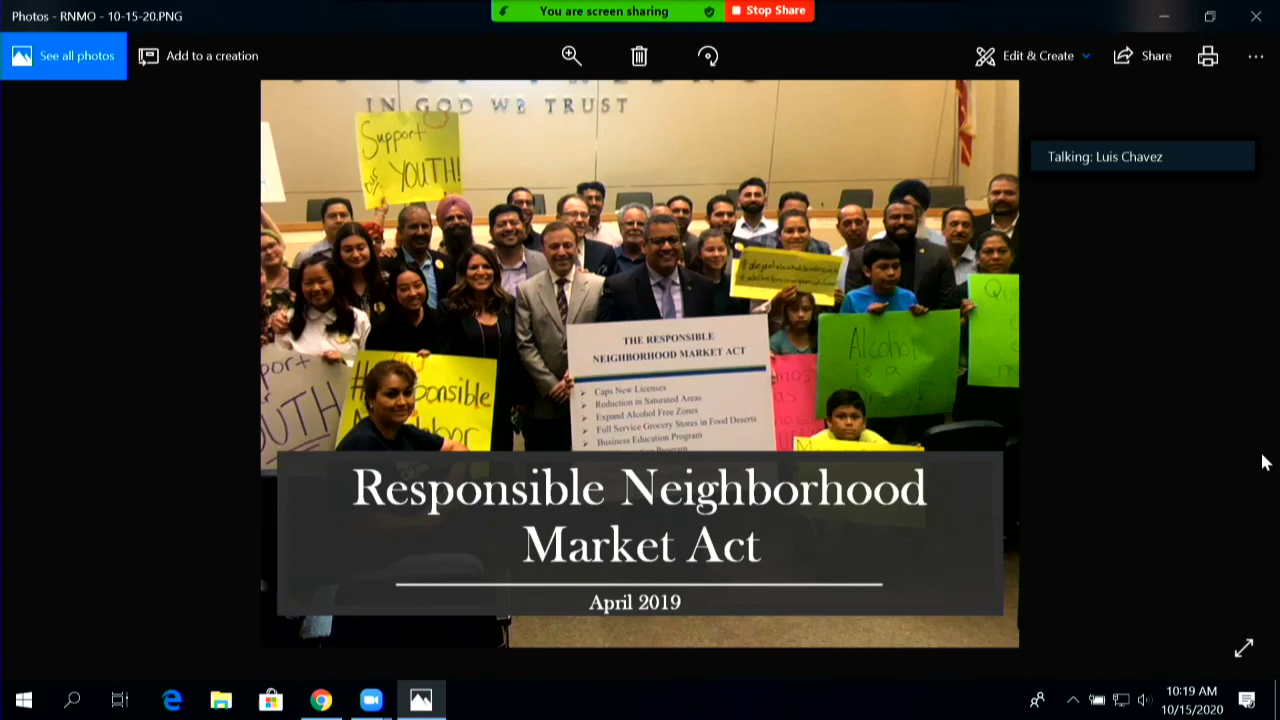 Photos - RNMO - 10-15-20.PNG
You are screen sharing
Stop Share
See all photos
Add to a creation
Edit & Create
Share
Talking: Luis Chavez
IN GOD WE TRUST
Support
our
YOUTH!
THE RESPONSIBLE
NEIGHBORHOOD MARKET ACT
Caps New Licenses
Reduction in Saturated Areas
Expand Alcohol Free Zones
Full Service Grocery Stores in Food Deserts
Business Education Program
Alcohol
is a
YOUTH
Responsible Neighborhood
Market Act
April 2019
10:19 AM
10/15/2020